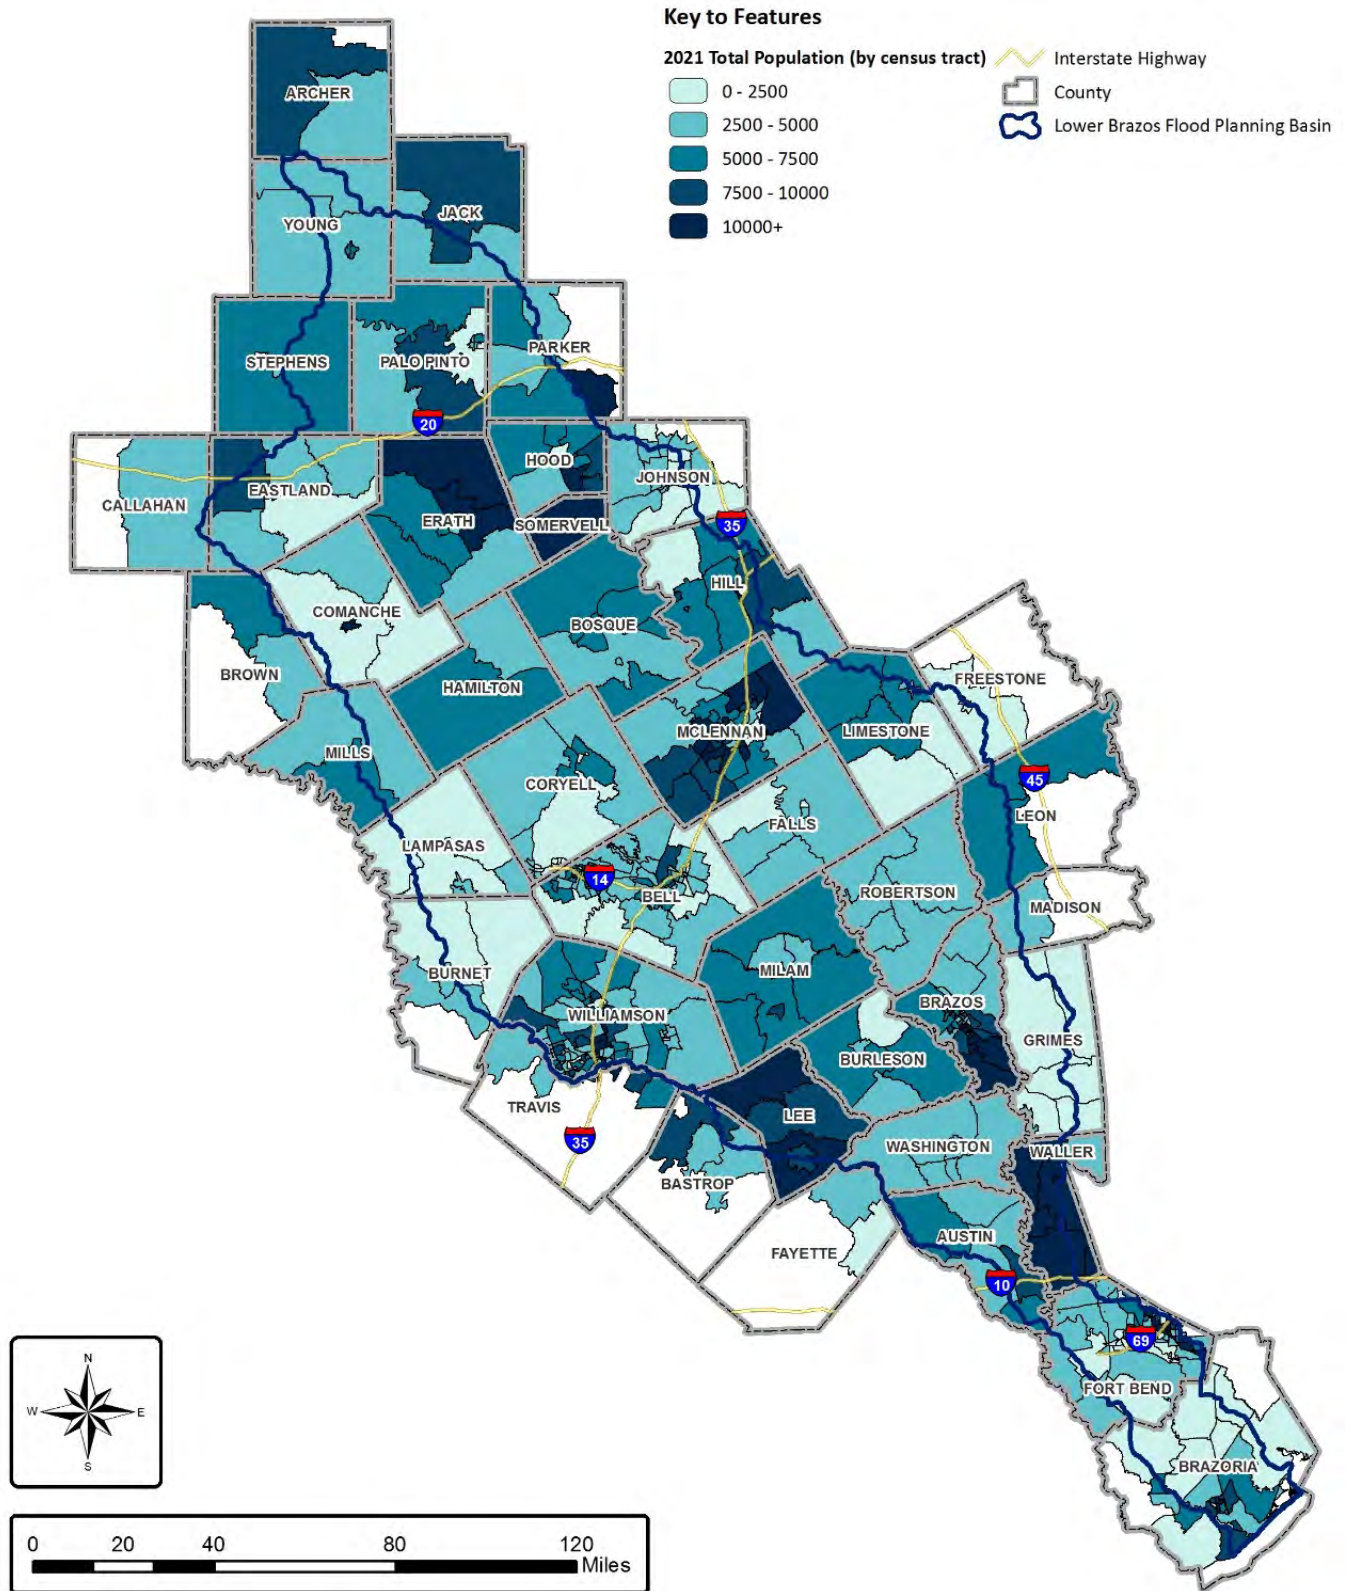 Key to Features
2021 Total Population (by census tract)
0 - 2500
2500 - 5000
5000 - 7500
7500 - 10000
10000+
Interstate Highway
County
Lower Brazos Flood Planning Basin
ARCHER
YOUNG
JACK
STEPHENS
PALO PINTO
PARKER
20
CALLAHAN
EASTLAND
HOOD
JOHNSON
ERATH
SOMERVELL
35
COMANCHE
BOSQUE
HILL
BROWN
HAMILTON
FREESTONE
MILLS
MCLENNAN
LIMESTONE
CORYELL
45
LEON
LAMPASAS
FALLS
14
BELL
ROBERTSON
MADISON
BURNET
MILAM
WILLIAMSON
BRAZOS
GRIMES
BURLESON
TRAVIS
LEE
35
WASHINGTON
WALLER
BASTROP
AUSTIN
FAYETTE
10
69
FORT BEND
BRAZORIA
N
W E
S
0 20 40 80 120
Miles